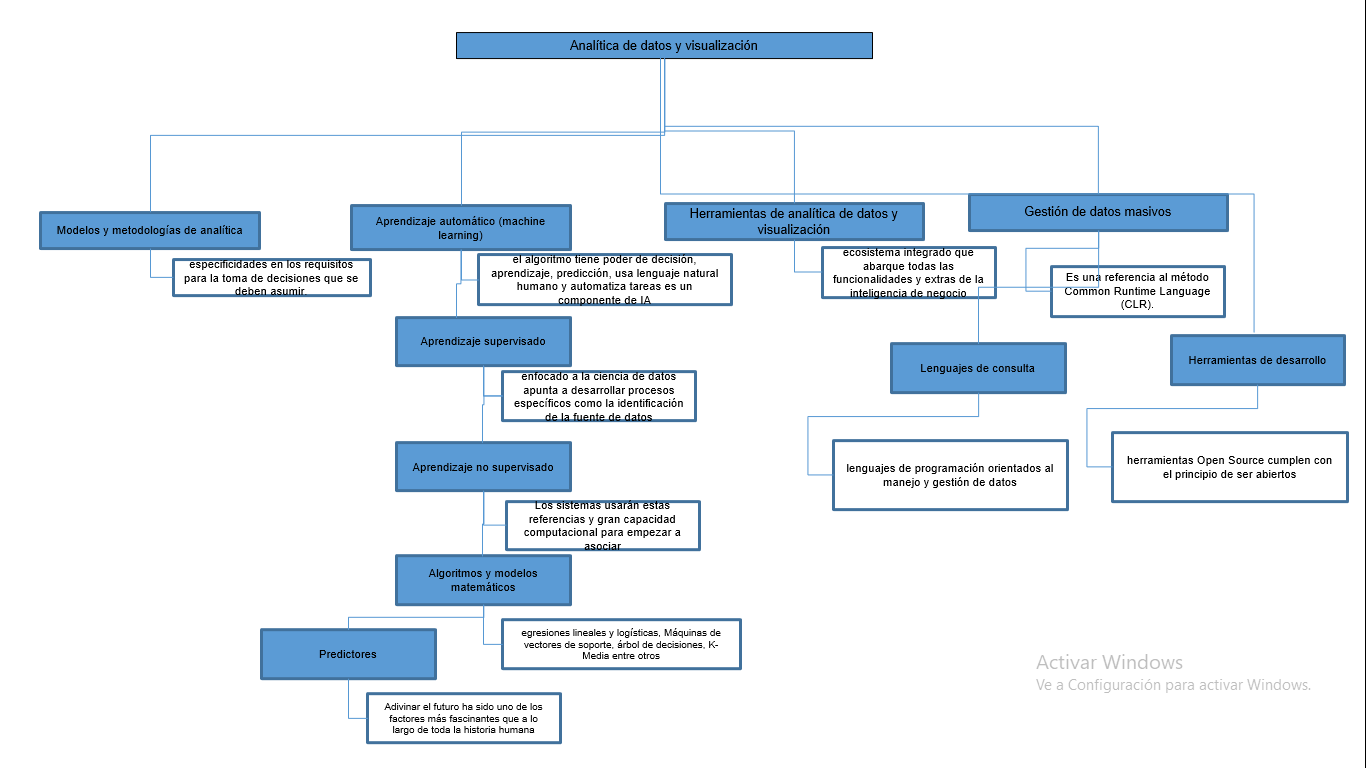 Analítica de datos y visualización
Modelos y metodologías de analítica
especificidades en los requisitos
para la toma de decisiones que se
deben asumir.
Aprendizaje automático (machine
learning)
el algoritmo tiene poder de decisión,
aprendizaje, predicción, usa lenguaje natural
humano y automatiza tareas es un
componente de IA
Herramientas de analítica de datos y
visualización
ecosistema integrado que
abarque todas las
funcionalidades y extras de la
inteligencia de negocio
Gestión de datos masivos
Es una referencia al método
Common Runtime Language
(CLR).
Aprendizaje supervisado
enfocado a la ciencia de datos
apunta a desarrollar procesos
específicos como la identificación
de la fuente de datos
Lenguajes de consulta
lenguajes de programación orientados al
manejo y gestión de datos
Herramientas de desarrollo
herramientas Open Source cumplen con
el principio de ser abiertos
Aprendizaje no supervisado
Los sistemas usarán estas
referencias y gran capacidad
computacional para empezar a
asociar
Algoritmos y modelos
matemáticos
egresiones lineales y logísticas, Máquinas de
vectores de soporte, árbol de decisiones, K-
Media entre otros
Predictores
Adivinar el futuro ha sido uno de los
factores más fascinantes que a lo
largo de toda la historia humana
Activar Windows
Ve a Configuración para activar Windows.